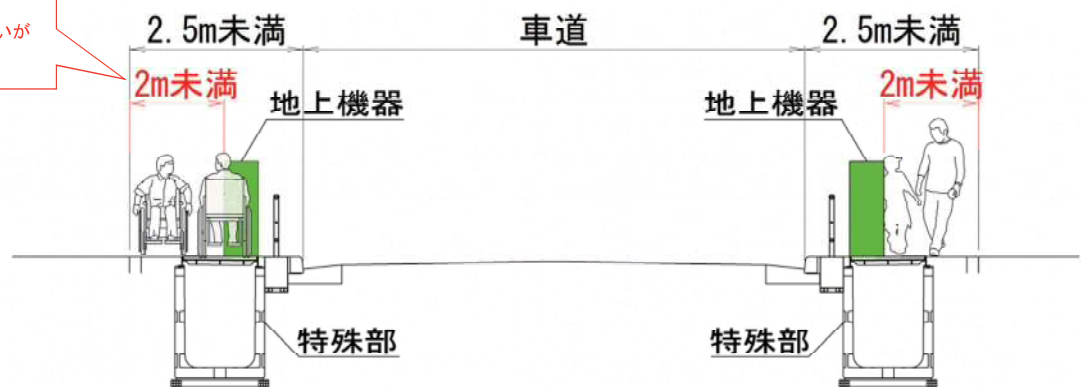 いが
2.5m未満
車道
2.5m未満
2m未満
2m未満
地上機器
地上機器
特殊部
特殊部